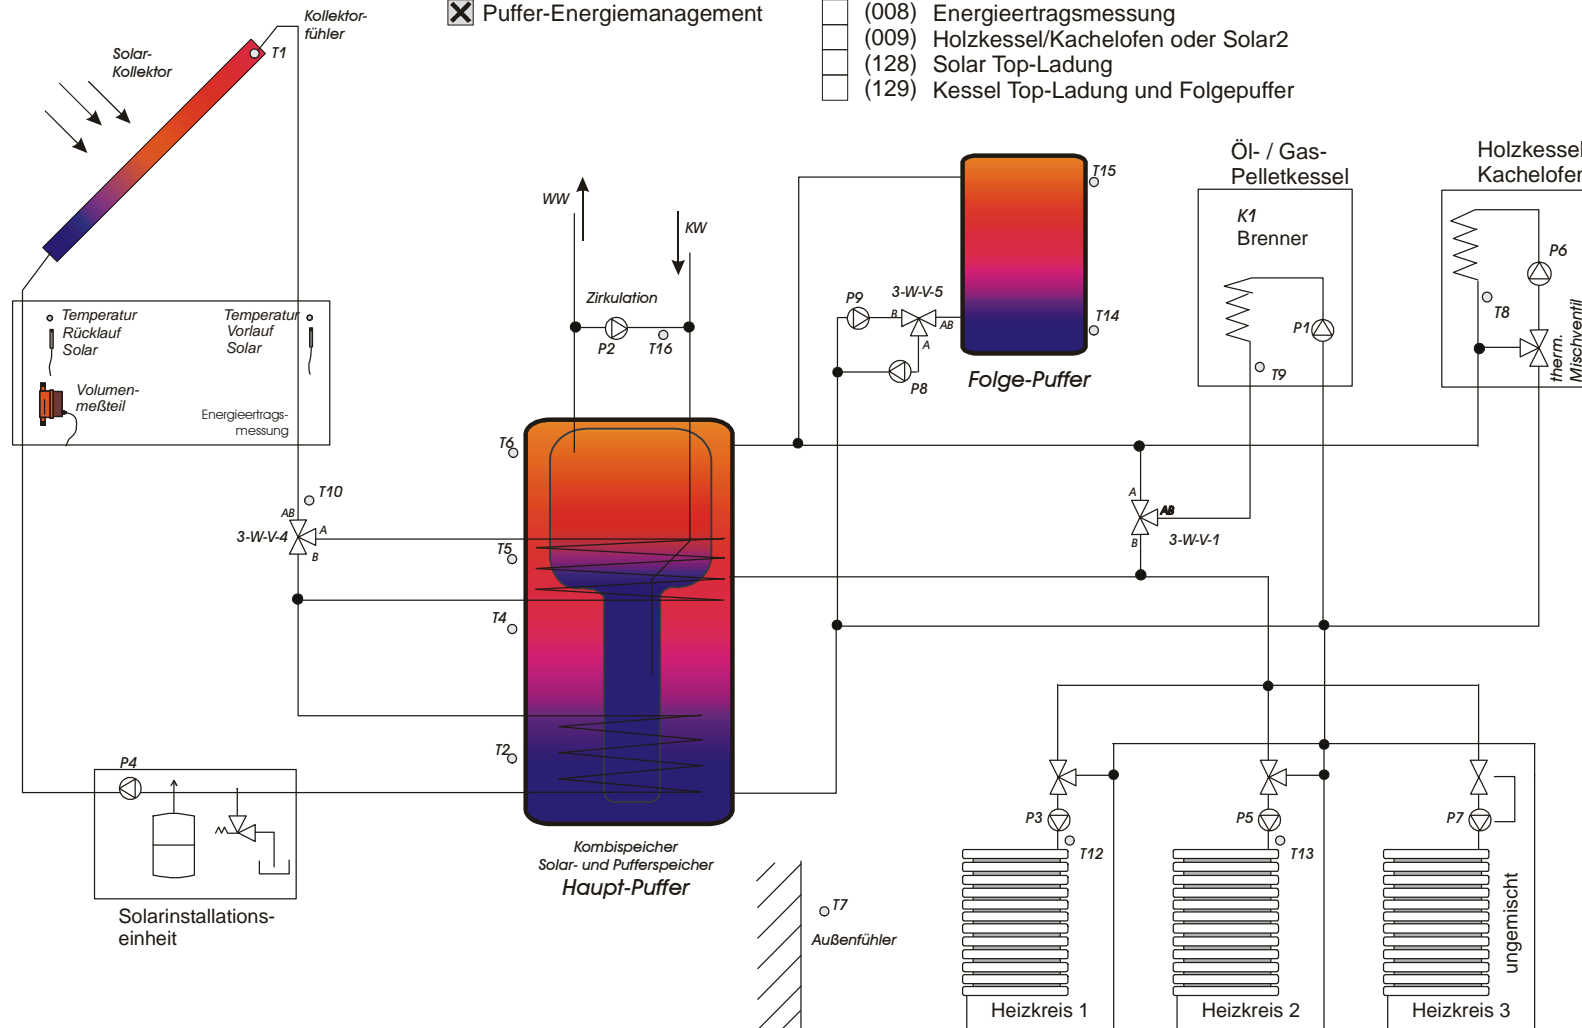 Puffer-Energiemanagement
(008) Energieertragsmessung
(009) Holzkessel/Kachelofen oder Solar2
(128) Solar Top-Ladung
(129) Kessel Top-Ladung und Folgepuffer
Kollektor-
fühler
T1
Solar-
Kollektor
Temperatur
Rücklauf
Solar
Temperatur
Vorlauf
Solar
Volumen-
meßteil
Energieertrags-
messung
T10
AB
A
B
3-W-V-4
P4
Solarinstallations-
einheit
WW
KW
Zirkulation
P2
T16
T6
T5
T4
T2
Kombispeicher
Solar- und Pufferspeicher
Haupt-Puffer
T15
T14
P9
3-W-V-5
B
AB
A
P8
Folge-Puffer
Öl- / Gas-
Pelletkessel
K1
Brenner
P1
T9
Holzkessel
Kachelofen
P6
T8
therm.
Mischventil
A
AB
B
3-W-V-1
P3
T12
P5
T13
P7
ungemischt
T7
Außenfühler
Heizkreis 1
Heizkreis 2
Heizkreis 3